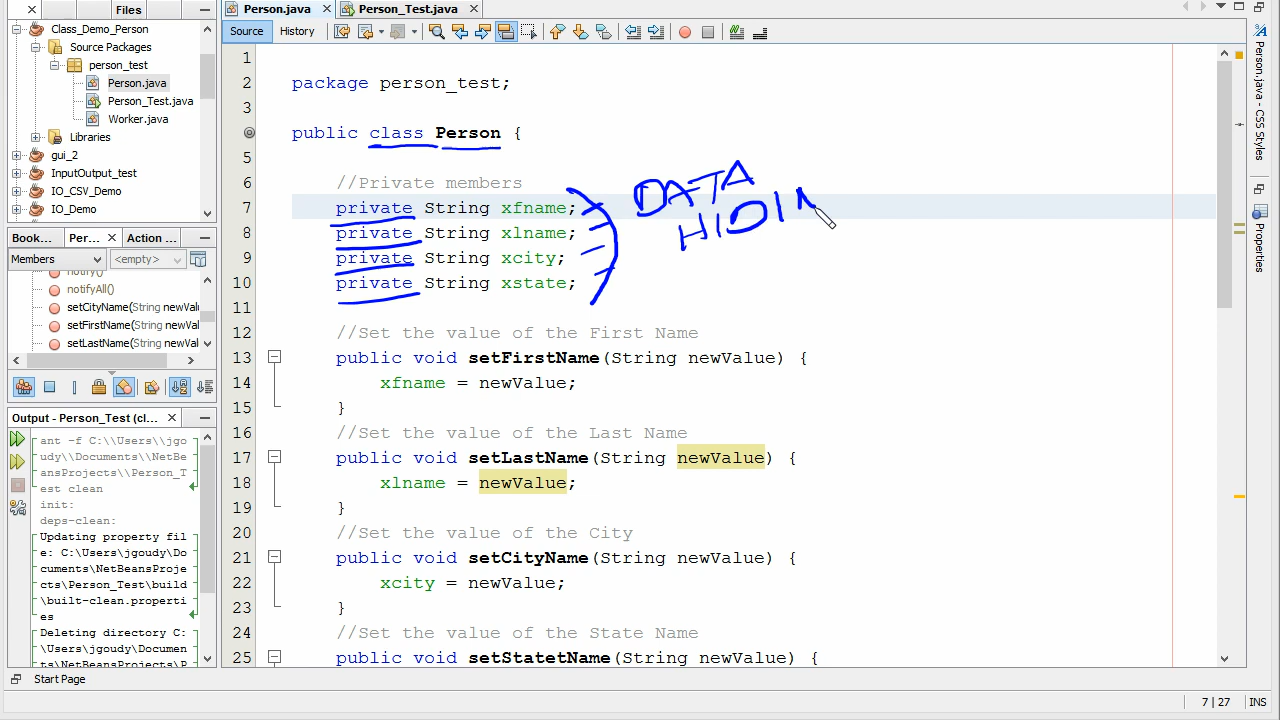 Files
Person.java
Person_Test.java
Class_Demo_Person
Source Packages
person_test
Person.java
Person_Test.java
Worker.java
Libraries
gui_2
InputOutput_test
IO_CSV_Demo
IO_Demo
Source
History
Book...
Per...
Action ...
Members
<empty>
notify()
notifyAll()
setCityName(String newVal
setFirstName(String newVa
setLastName(String newVal
Output - Person_Test (cl...
ant -f C:\\Users\\jgo
udy\\Documents\\NetBe
ansProjects\\Person_T
est clean
init:
deps-clean:
Updating property fil
e: C:\Users\jgoudy\Do
cuments\NetBeansProje
cts\Person_Test\build
\built-clean.properti
es
Deleting directory C:
\Users\jgoudy\Documen
ts\NetBeansProjects\P
1
2 package person_test;
3
4 public class Person {
5
6 //Private members
7 private String xfname;
8 private String xlname;
9 private String xcity;
10 private String xstate;
11
12 //Set the value of the First Name
13 public void setFirstName(String newValue) {
14 xfname = newValue;
15 }
16 //Set the value of the Last Name
17 public void setLastName(String newValue) {
18 xlname = newValue;
19 }
20 //Set the value of the City
21 public void setCityName(String newValue) {
22 xcity = newValue;
23 }
24 //Set the value of the State Name
25 public void setStatetName(String newValue) {
DATA
HIDIN
Person.java - CSS Styles
Properties
Start Page
7 | 27
INS